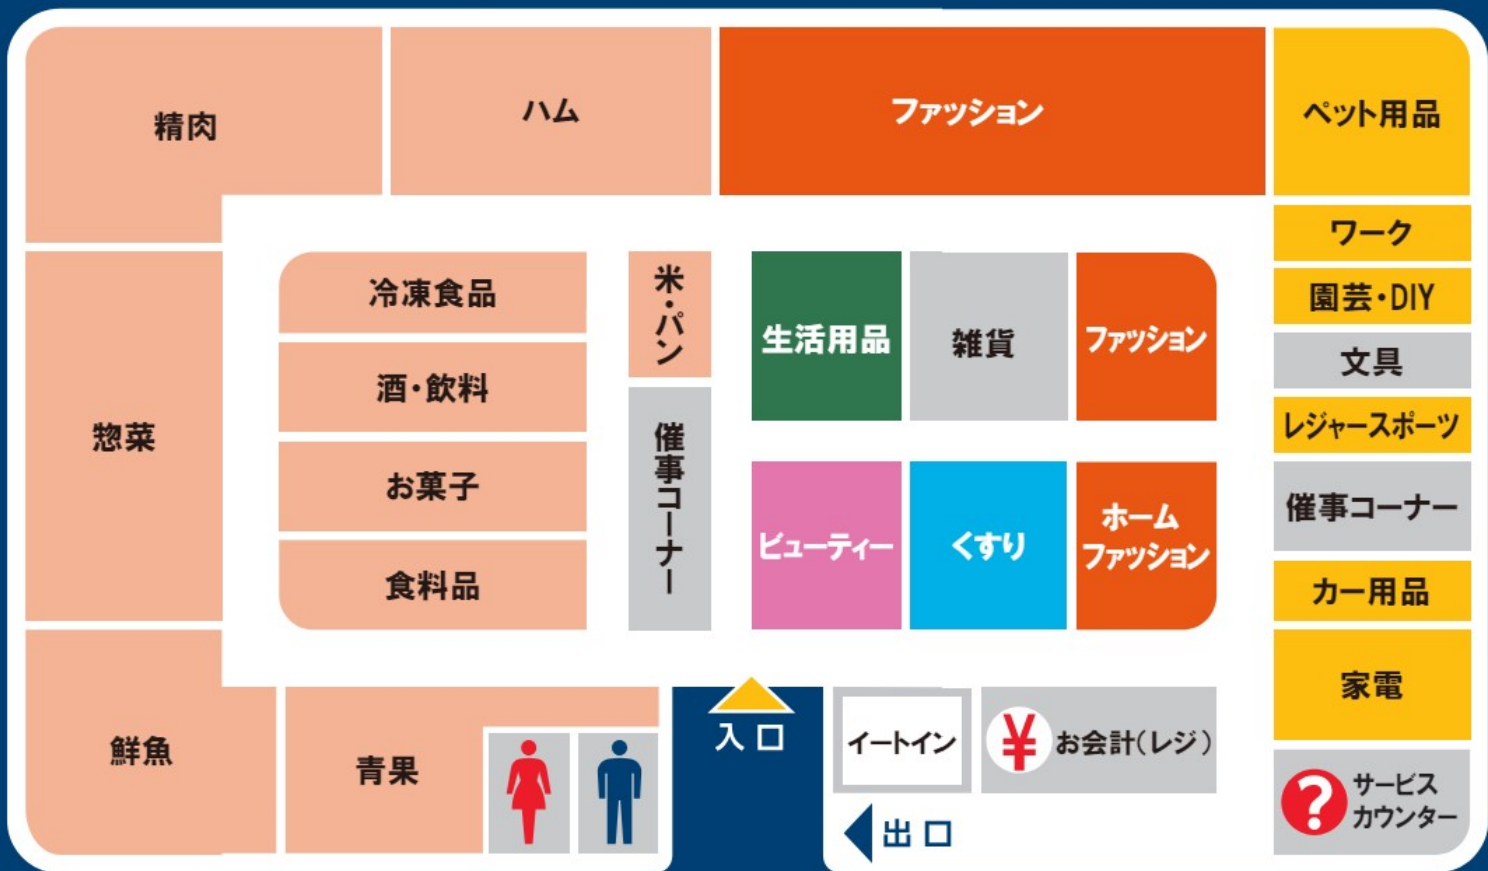 精肉
ハム
ファッション
ペット用品
ワーク
園芸・DIY
文具
レジャースポーツ
催事コーナー
カー用品
家電
サービス
カウンター
惣菜
冷凍食品
酒・飲料
お菓子
食料品
米・パン
催事コーナー
生活用品
雑貨
ファッション
ビューティー
くすり
ホーム
ファッション
鮮魚
青果
入口
イートイン
¥ お会計(レジ)
出口
?